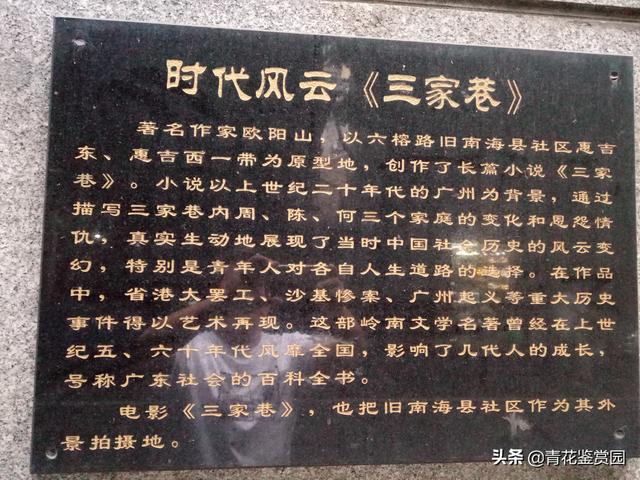 时代风云《三家巷》
著名作家欧阳山，以六榕路旧南海县社区惠吉
东、惠吉西一带为原型地，创作了长篇小说《三家
巷》。小说以上世纪二十年代的广州为背景，通过
描写三家巷内周、陈、何三个家庭的变化和恩怨情
仇，真实生动地展现了当时中国社会历史的风云变
幻，特别是青年人对各自人生道路的选择。在作品
中，省港大罢工、沙基惨案、广州起义等重大历史
事件得以艺术再现。这部岭南文学名著曾经在上世
纪五、六十年代风靡全国，影响了几代人的成长，
号称广东社会的百科全书。
电影《三家巷》，也把旧南海县社区作为其外
景拍摄地。
头条 @青花鉴赏园